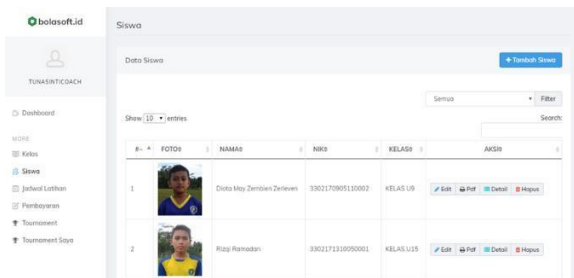 bolasoft.id
Siswa
TUNASINTICOACH
Dashboard
MORE
Kelas
Siswa
Jadwal Latihan
Pembayaran
Tournament
Tournament Saya
Data Siswa
+ Tambah Siswa
Semua Filter
Show 10 entries
Search:
# FOTO NAMA NIK KELAS AKSI
1 Diota May Zembien Zerleven 3302170905110002 KELAS U9 Edit Pdf Detail Hapus
2 Rizqi Ramadan 3302171310050001 KELAS U15 Edit Pdf Detail Hapus